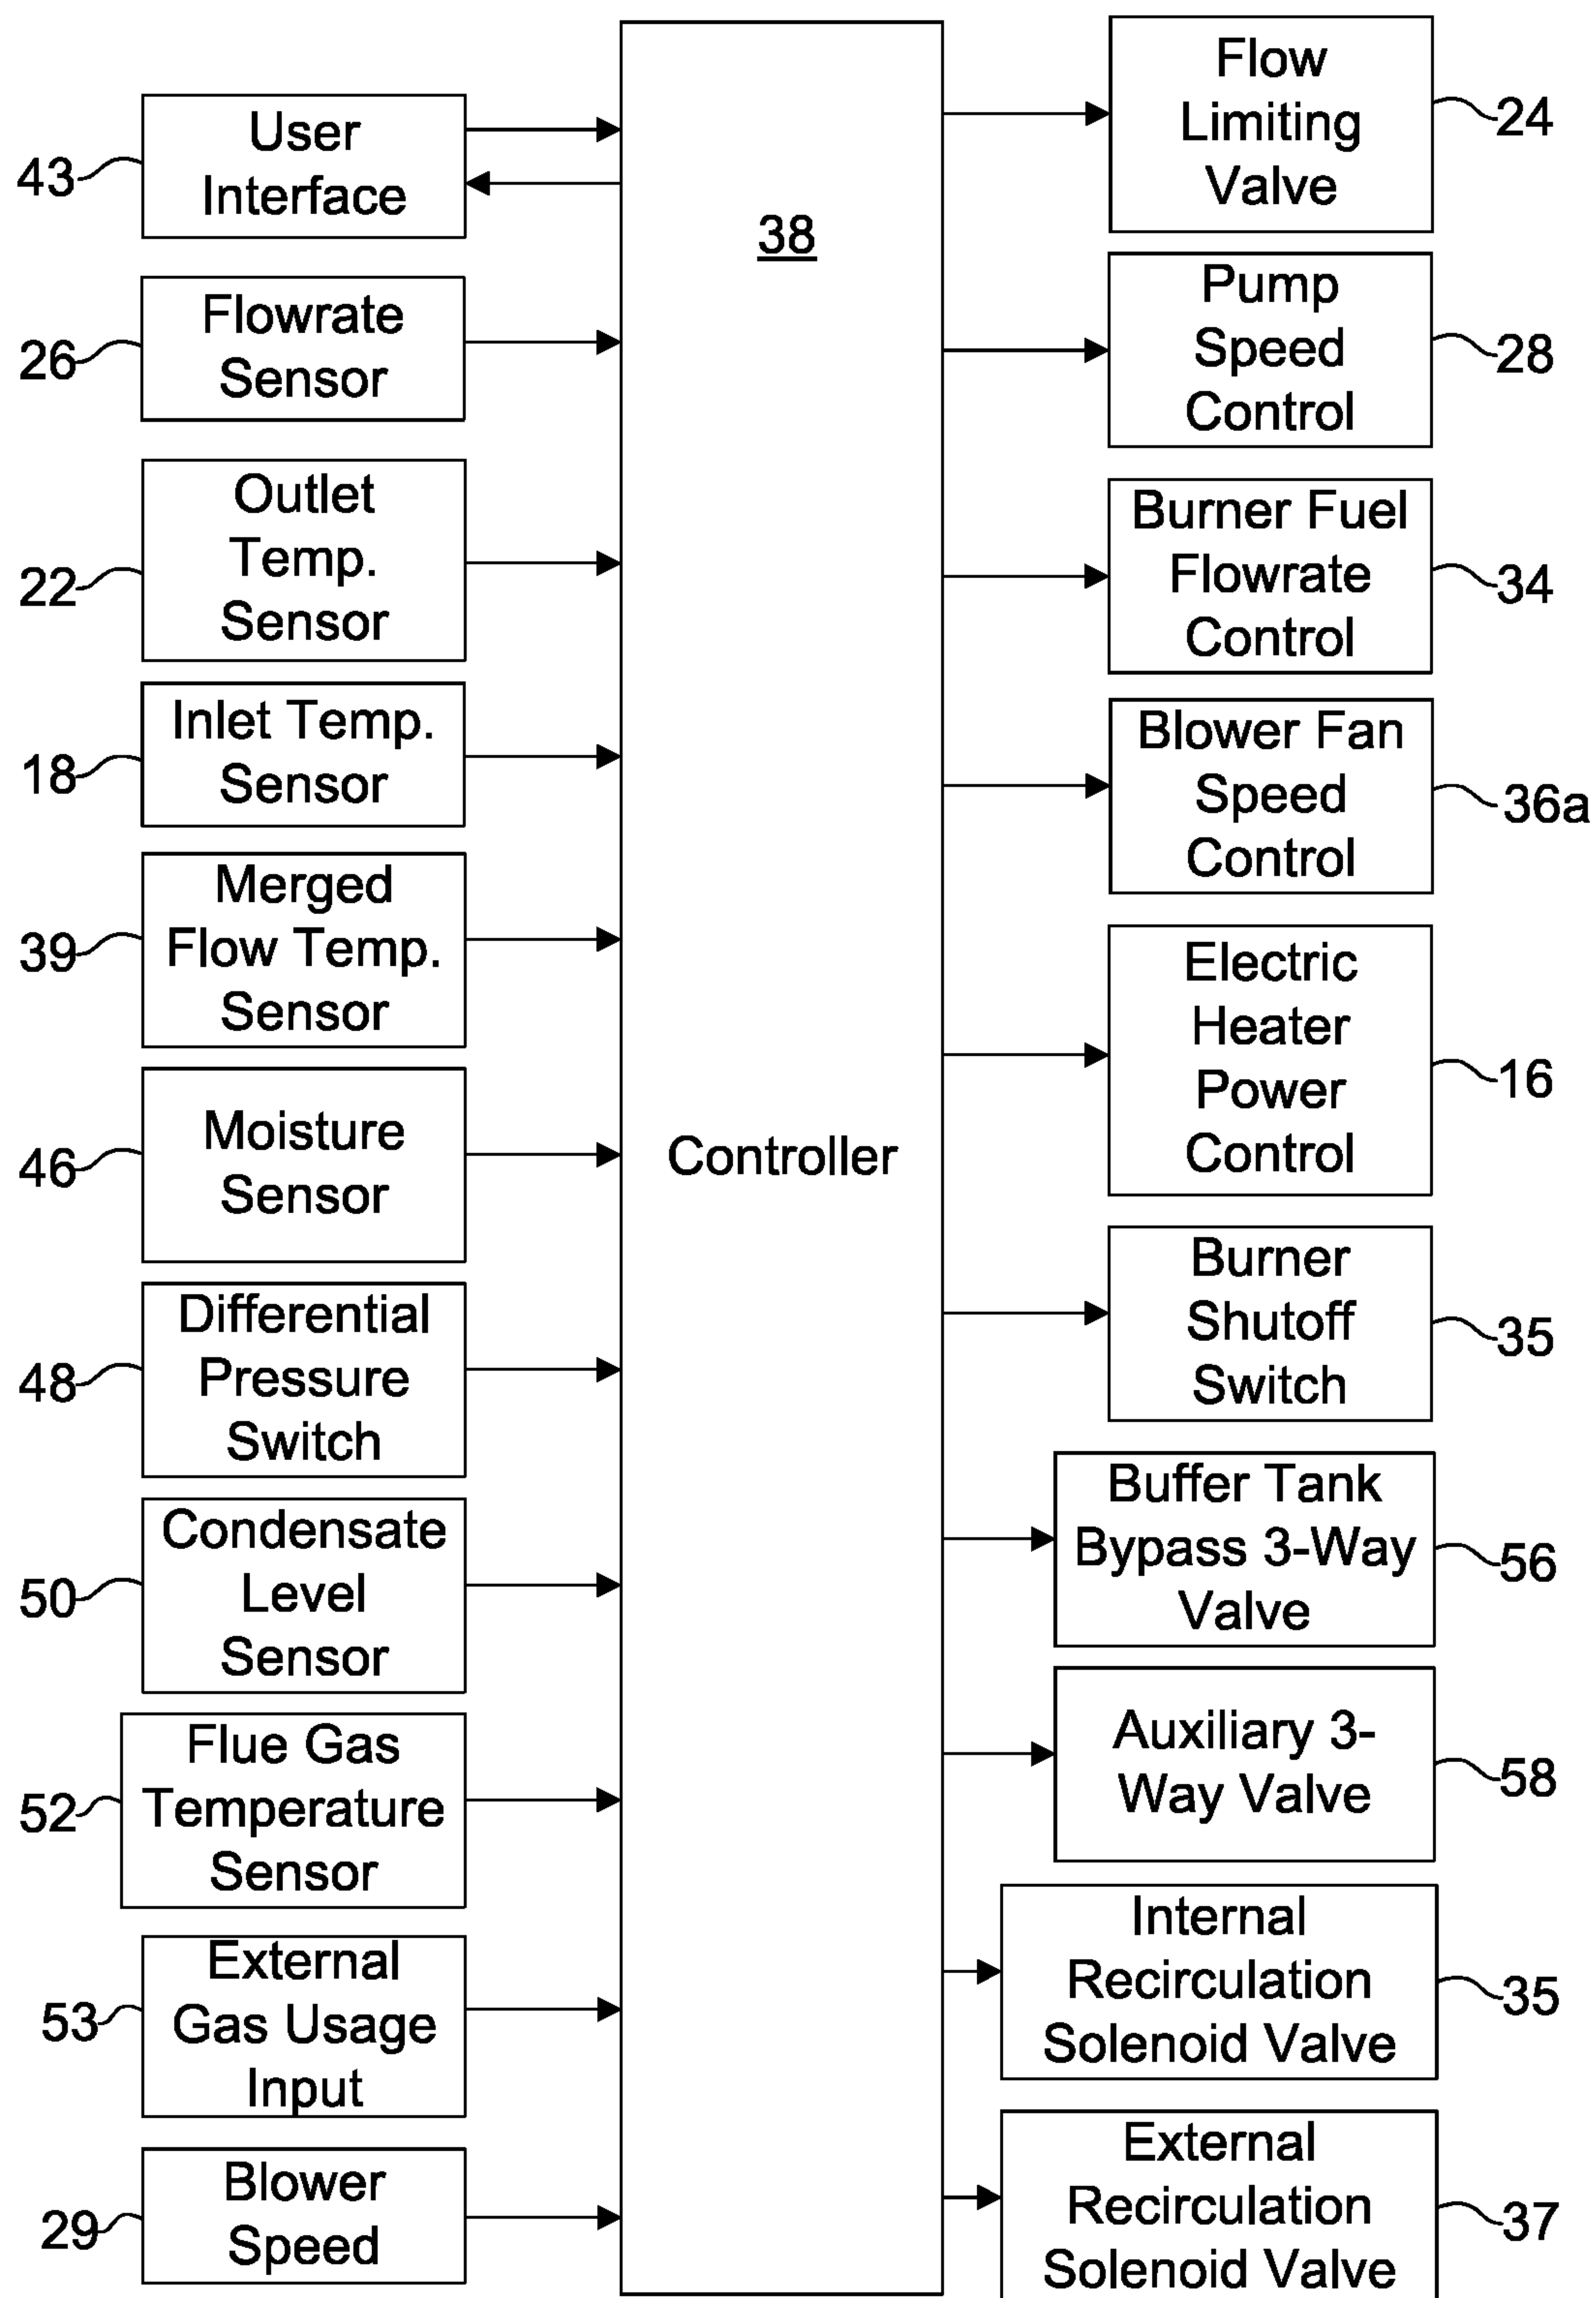 43
User
Interface
26
Flowrate
Sensor
22
Outlet
Temp.
Sensor
18
Inlet Temp.
Sensor
39
Merged
Flow Temp.
Sensor
46
Moisture
Sensor
48
Differential
Pressure
Switch
50
Condensate
Level
Sensor
52
Flue Gas
Temperature
Sensor
53
External
Gas Usage
Input
29
Blower
Speed
38
Controller
Flow
Limiting
Valve
24
Pump
Speed
Control
28
Burner Fuel
Flowrate
Control
34
Blower Fan
Speed
Control
36a
Electric
Heater
Power
Control
16
Burner
Shutoff
Switch
35
Buffer Tank
Bypass 3-Way
Valve
56
Auxiliary 3-
Way Valve
58
Internal
Recirculation
Solenoid Valve
35
External
Recirculation
Solenoid Valve
37